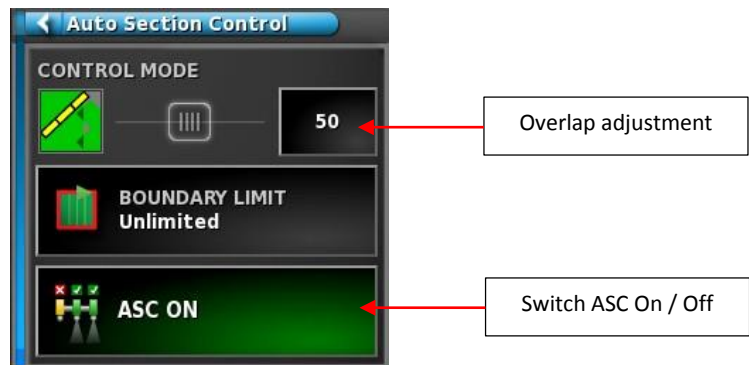 Auto Section Control
CONTROL MODE
50
Overlap adjustment
BOUNDARY LIMIT
Unlimited
ASC ON
Switch ASC On / Off